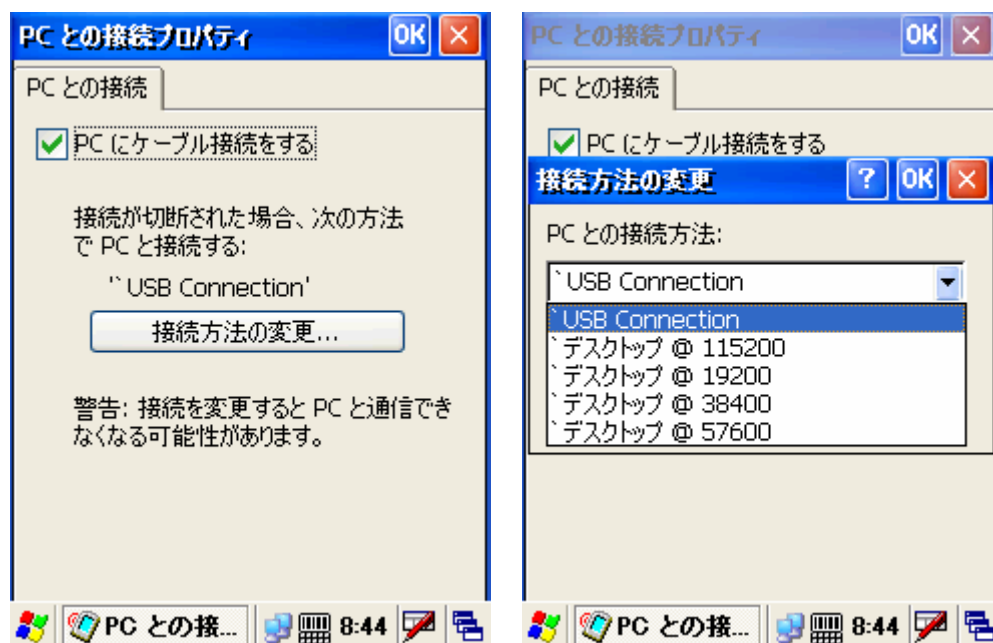 PC との接続プロパティ OK
PC との接続
PC にケーブル接続をする
接続が切断された場合、次の方法
で PC と接続する:
'`USB Connection'
接続方法の変更...
警告: 接続を変更すると PC と通信でき
なくなる可能性があります。
PC との接... 8:44
PC との接続プロパティ OK
PC との接続
PC にケーブル接続をする
接続方法の変更 ? OK
PC との接続方法:
`USB Connection
`USB Connection
`デスクトップ @ 115200
`デスクトップ @ 19200
`デスクトップ @ 38400
`デスクトップ @ 57600
PC との接... 8:44